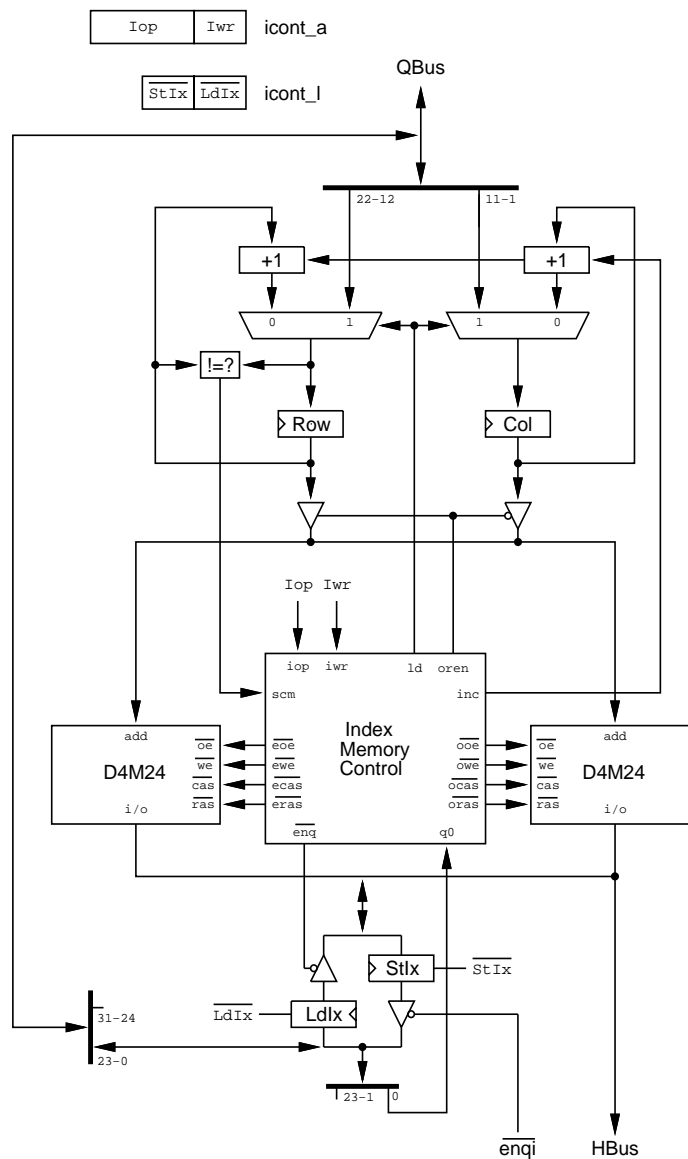 Iop Iwr icont_a
StIx LdIx icont_l
QBus
22-12 11-1
+1 +1
0 1 1 0
!=?
Row Col
Iop Iwr
iop iwr ld oren
scm inc
Index
Memory
Control
add add
oe eoe ooe oe
we ewe owe we
D4M24 D4M24
cas ecas ocas cas
i/o ras eras oras ras i/o
enq q0
StIx StIx
LdIx LdIx
31-24
23-0
23-1 0
enqi HBus